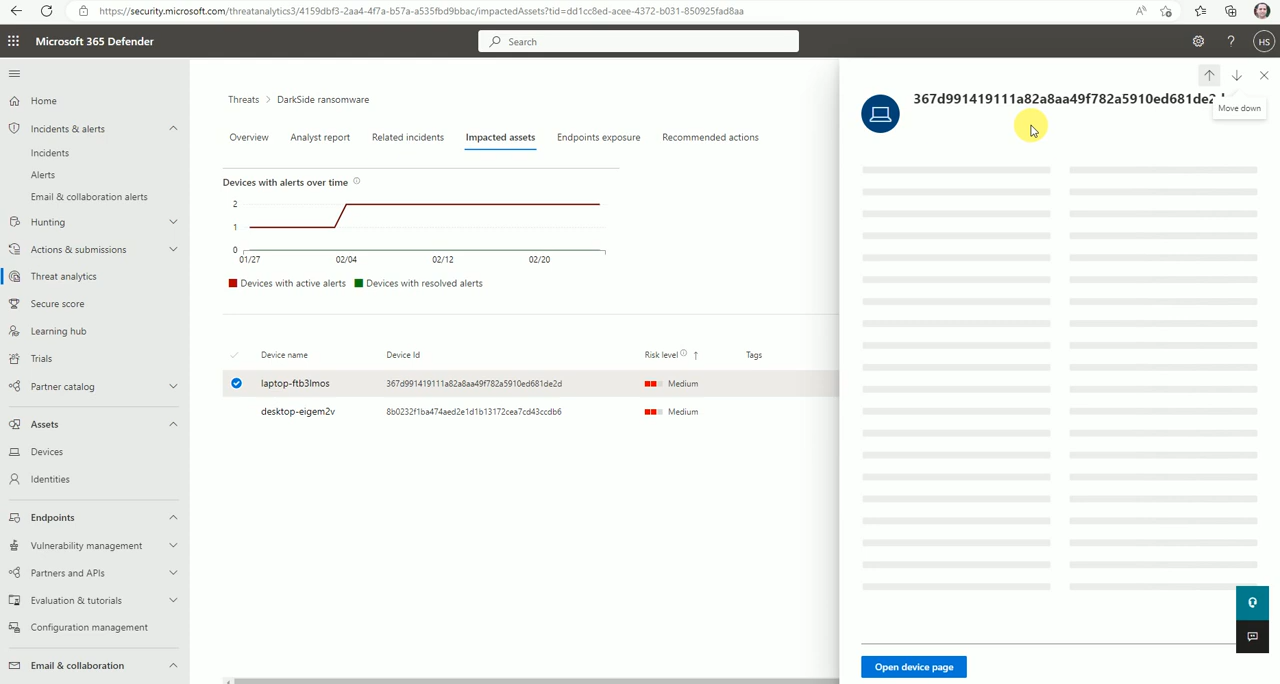 https://security.microsoft.com/threatanalytics3/4159dbf3-2aa4-4f7a-b57a-a535fbd9bbac/impactedAssets?tid=dd1cc8ed-acee-4372-b031-850925fad8aa
Microsoft 365 Defender
Search
HS
Home
Incidents & alerts
Incidents
Alerts
Email & collaboration alerts
Hunting
Actions & submissions
Threat analytics
Secure score
Learning hub
Trials
Partner catalog
Assets
Devices
Identities
Endpoints
Vulnerability management
Partners and APIs
Evaluation & tutorials
Configuration management
Email & collaboration
Threats > DarkSide ransomware
Overview Analyst report Related incidents Impacted assets Endpoints exposure Recommended actions
Devices with alerts over time
2
1
0
01/27 02/04 02/12 02/20
Devices with active alerts Devices with resolved alerts
Device name Device Id Risk level Tags
laptop-ftb3lmos 367d991419111a82a8aa49f782a5910ed681de2d Medium
desktop-eigem2v 8b0232f1ba474aed2e1d1b13172cea7cd43ccdb6 Medium
367d991419111a82a8aa49f782a5910ed681de2d
Move down
Open device page